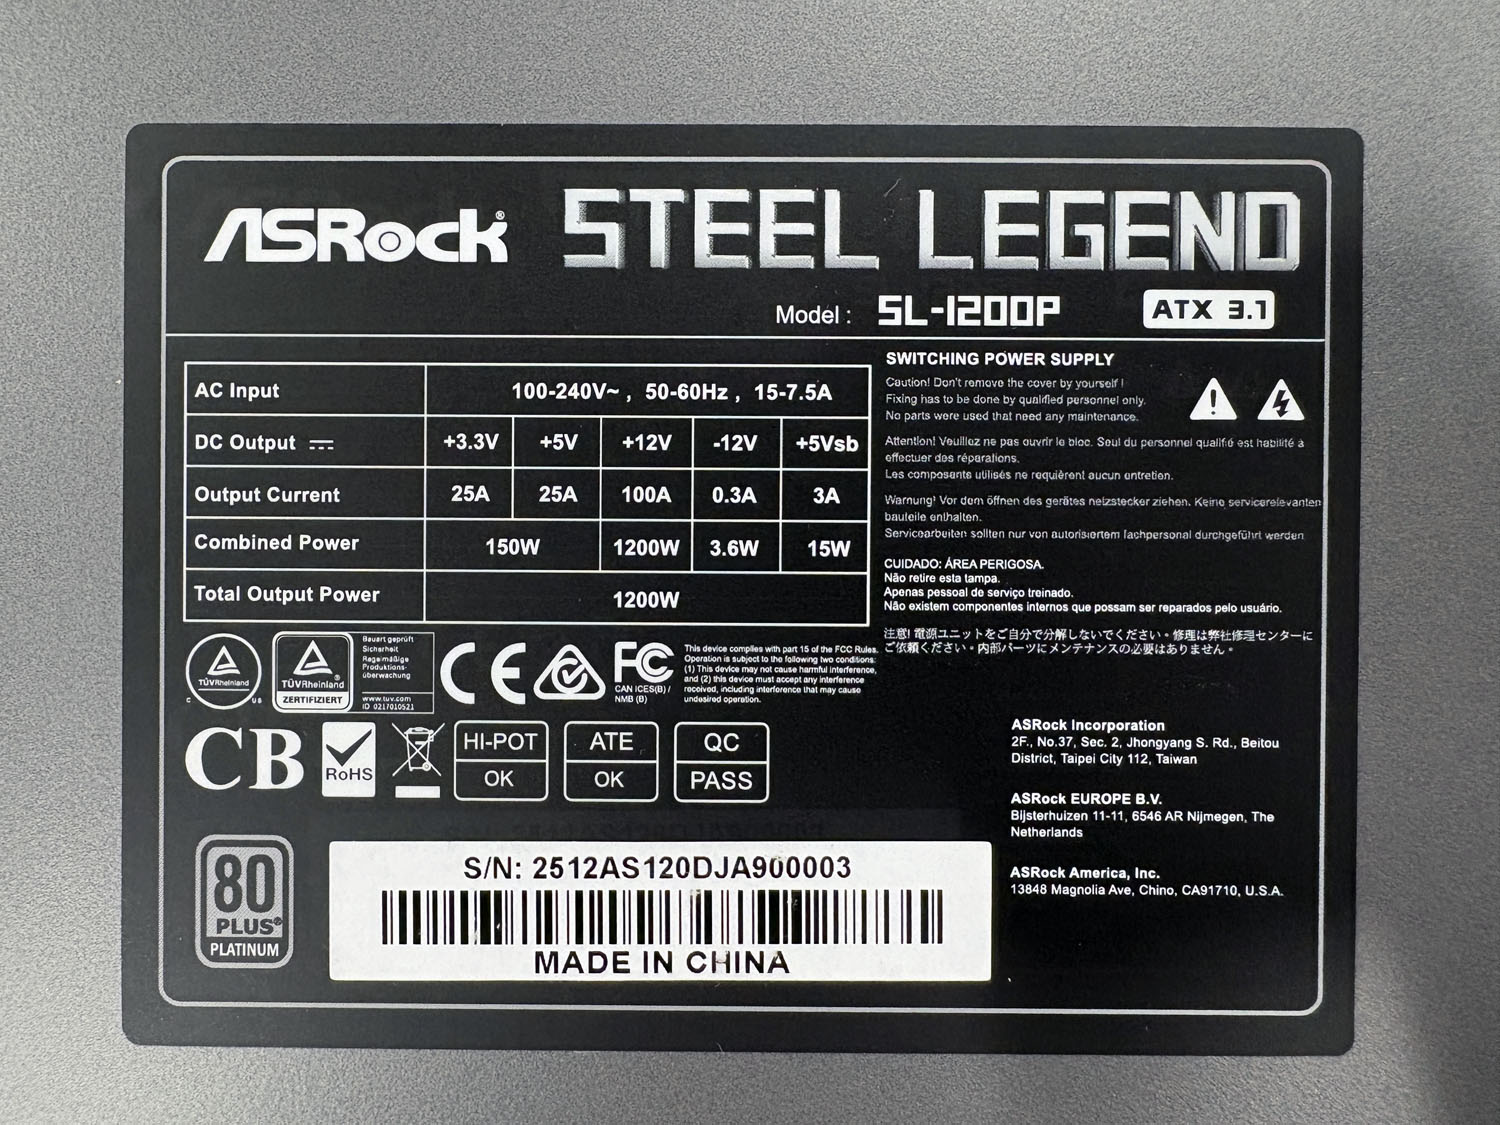 ASRock®
STEEL LEGEND
Model : SL-1200P
ATX 3.1
AC Input 100-240V~ , 50-60Hz , 15-7.5A
DC Output +3.3V +5V +12V -12V +5Vsb
Output Current 25A 25A 100A 0.3A 3A
Combined Power 150W 1200W 3.6W 15W
Total Output Power 1200W
SWITCHING POWER SUPPLY
Caution! Don't remove the cover by yourself !
Fixing has to be done by qualified personnel only.
No parts were used that need any maintenance.
Attention! Veuillez ne pas ouvrir le bloc. Seul du personnel qualifié est habilité à
effectuer des réparations.
Les composants utilisés ne requièrent aucun entretien.
Warnung! Vor dem öffnen des gerätes netzstecker ziehen. Keine servicerelevanten
bauteile enthalten.
Servicearbeiten sollten nur von autorisiertem fachpersonal durchgeführt werden
CUIDADO: ÁREA PERIGOSA.
Não retire esta tampa.
Apenas pessoal de serviço treinado.
Não existem componentes internos que possam ser reparados pelo usuário.
注意! 電源ユニットをご自分で分解しないでください。修理は弊社修理センターに
ご依頼ください。内部パーツにメンテナンスの必要はありません。
TÜVRheinland
C US
TÜVRheinland®
ZERTIFIZIERT
Bauart geprüft
Sicherheit
Regelmäßige
Produktions-
überwachung
www.tuv.com
ID 0217010521
CE
FC
CAN ICES(B) /
NMB (B)
This device complies with part 15 of the FCC Rules.
Operation is subject to the following two conditions:
(1) This device may not cause harmful interference,
and (2) this device must accept any interference
received, including interference that may cause
undesired operation.
CB
RoHS
HI-POT
OK
ATE
OK
QC
PASS
ASRock Incorporation
2F., No.37, Sec. 2, Jhongyang S. Rd., Beitou
District, Taipei City 112, Taiwan
ASRock EUROPE B.V.
Bijsterhuizen 11-11, 6546 AR Nijmegen, The
Netherlands
ASRock America, Inc.
13848 Magnolia Ave, Chino, CA91710, U.S.A.
80
PLUS®
PLATINUM
S/N: 2512AS120DJA900003
MADE IN CHINA